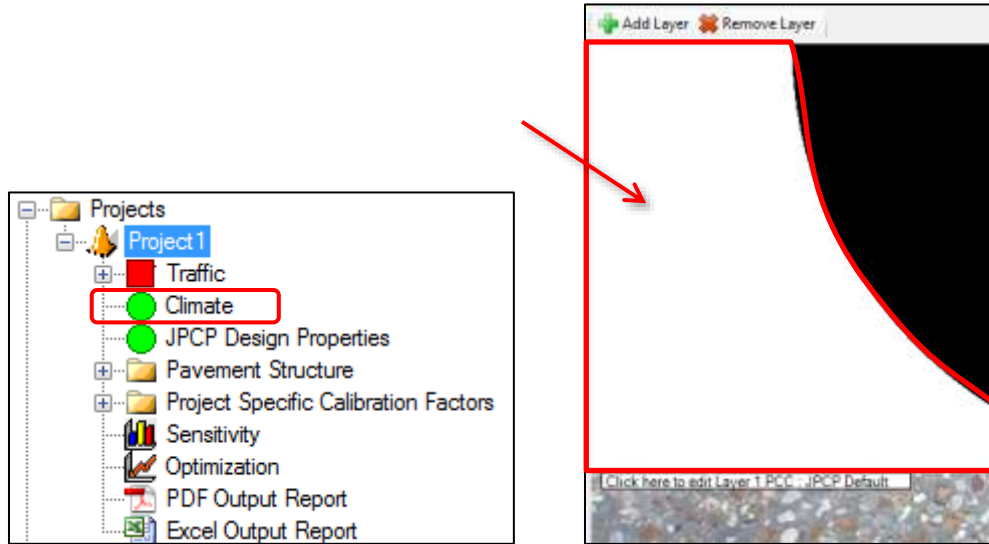 Add Layer Remove Layer
Projects
Project1
Traffic
Climate
JPCP Design Properties
Pavement Structure
Project Specific Calibration Factors
Sensitivity
Optimization
PDF Output Report
Excel Output Report
Click here to edit Layer 1 PCC : JPCP Default